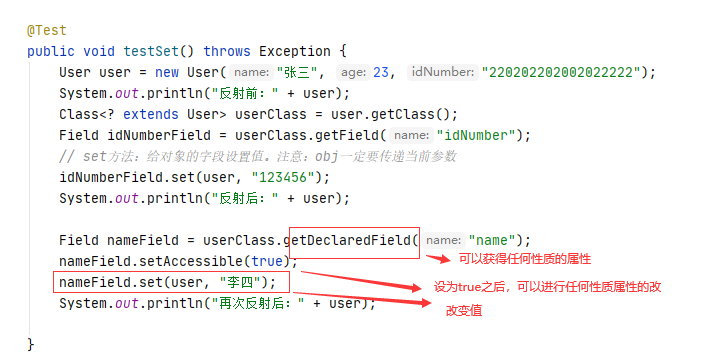 @Test
public void testSet() throws Exception {
User user = new User( name: "张三", age: 23, idNumber: "220202202002022222");
System.out.println("反射前：" + user);
Class<? extends User> userClass = user.getClass();
Field idNumberField = userClass.getField( name: "idNumber");
// set方法：给对象的字段设置值。注意：obj一定要传递当前参数
idNumberField.set(user, "123456");
System.out.println("反射后：" + user);
Field nameField = userClass.getDeclaredField( name: "name");
可以获得任何性质的属性
nameField.setAccessible(true);
nameField.set(user, "李四");
设为true之后，可以进行任何性质属性的改
System.out.println("再次反射后：" + user);
改变值
}